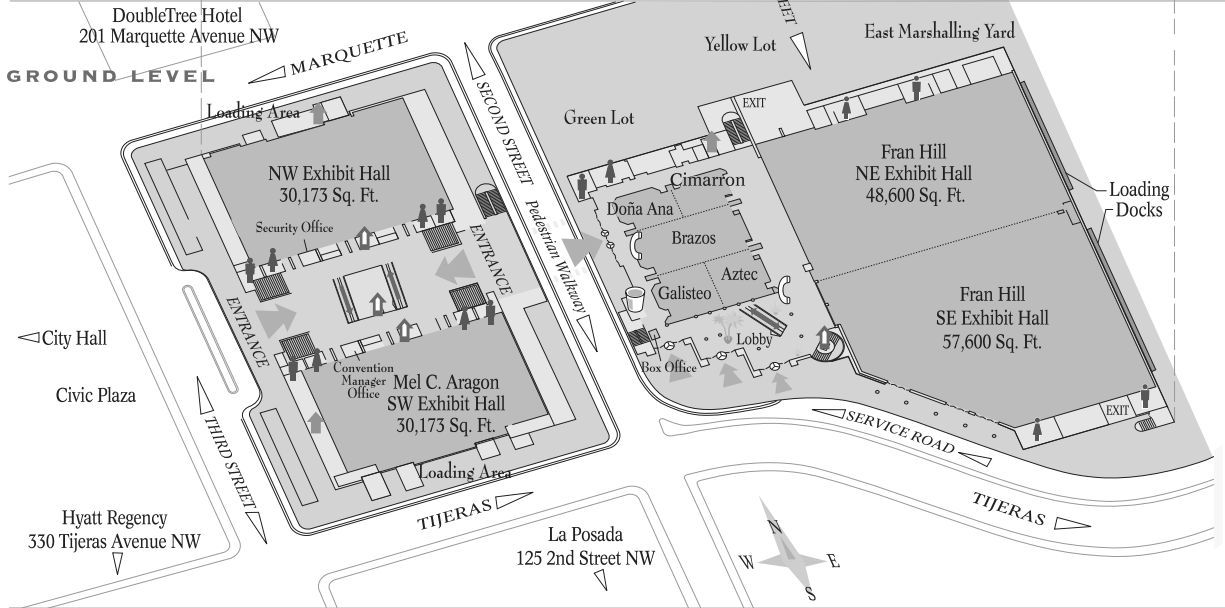 DoubleTree Hotel
201 Marquette Avenue NW
GROUND LEVEL
MARQUETTE
Loading Area
NW Exhibit Hall
30,173 Sq. Ft.
Security Office
SECOND STREET
Pedestrian Walkway
ENTRANCE
ENTRANCE
City Hall
Civic Plaza
THIRD STREET
Convention
Manager
Office
Mel C. Aragon
SW Exhibit Hall
30,173 Sq. Ft.
Loading Area
TIJERAS
Hyatt Regency
330 Tijeras Avenue NW
La Posada
125 2nd Street NW
Yellow Lot
EET
East Marshalling Yard
Green Lot
EXIT
Cimarron
Doña Ana
Brazos
Aztec
Galisteo
Lobby
Box Office
Fran Hill
NE Exhibit Hall
48,600 Sq. Ft.
Loading
Docks
Fran Hill
SE Exhibit Hall
57,600 Sq. Ft.
EXIT
SERVICE ROAD
TIJERAS
N
W
E
S